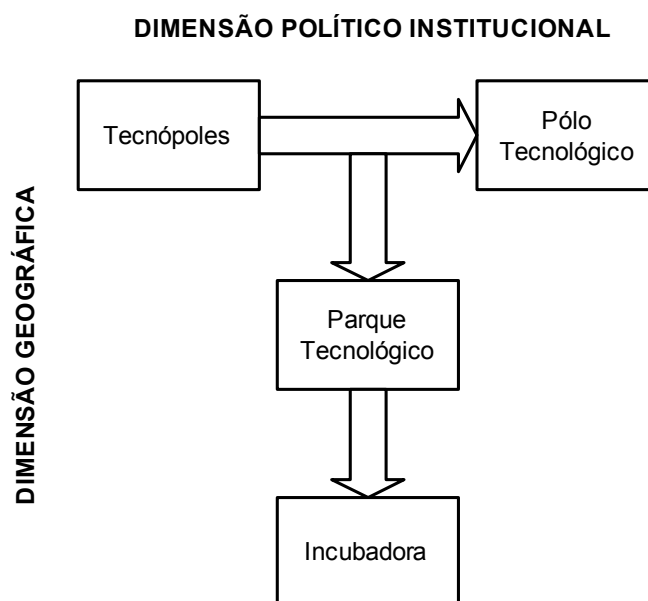 DIMENSÃO POLÍTICO INSTITUCIONAL
Tecnópoles
Pólo
Tecnológico
DIMENSÃO GEOGRÁFICA
Parque
Tecnológico
Incubadora